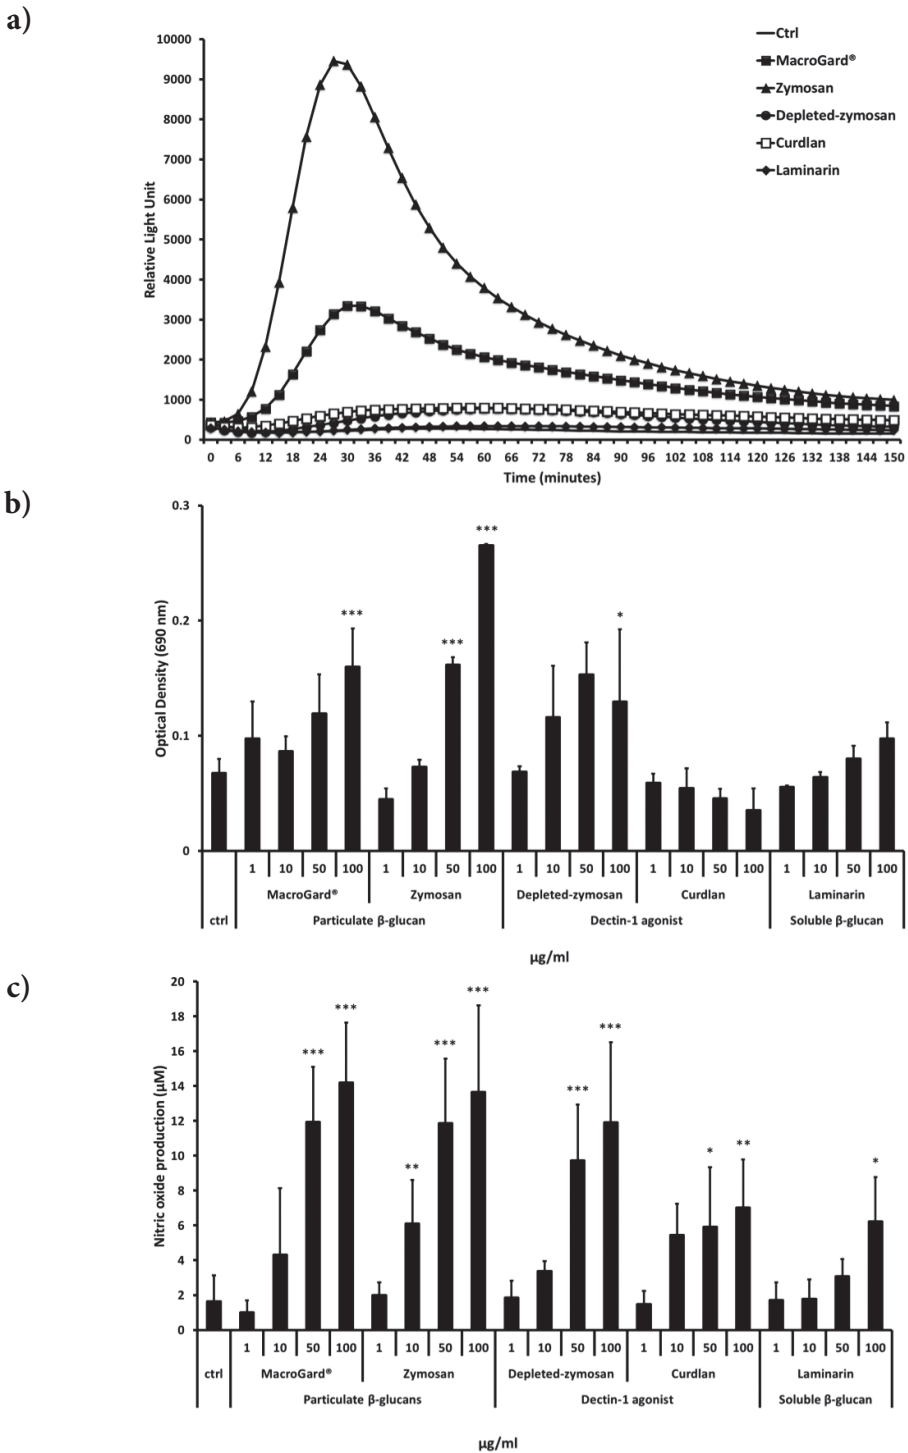 a)
10000
9000
8000
7000
6000
5000
4000
3000
2000
1000
0
Relative Light Unit
Ctrl
MacroGard®
Zymosan
Depleted-zymosan
Curdlan
Laminarin
0 6 12 18 24 30 36 42 48 54 60 66 72 78 84 90 96 102 108 114 120 126 132 138 144 150
Time (minutes)
b)
0.3
0.2
0.1
0
Optical Density (690 nm)
*** *** *** *
1 10 50 100 1 10 50 100 1 10 50 100 1 10 50 100 1 10 50 100
MacroGard® Zymosan Depleted-zymosan Curdlan Laminarin
ctrl Particulate β-glucan Dectin-1 agonist Soluble β-glucan
µg/ml
c)
20
18
16
14
12
10
8
6
4
2
0
Nitric oxide production (µM)
*** *** ** *** *** *** *** * ** *
1 10 50 100 1 10 50 100 1 10 50 100 1 10 50 100 1 10 50 100
ctrl MacroGard® Zymosan Depleted-zymosan Curdlan Laminarin
Particulate β-glucans Dectin-1 agonist Soluble β-glucan
µg/ml